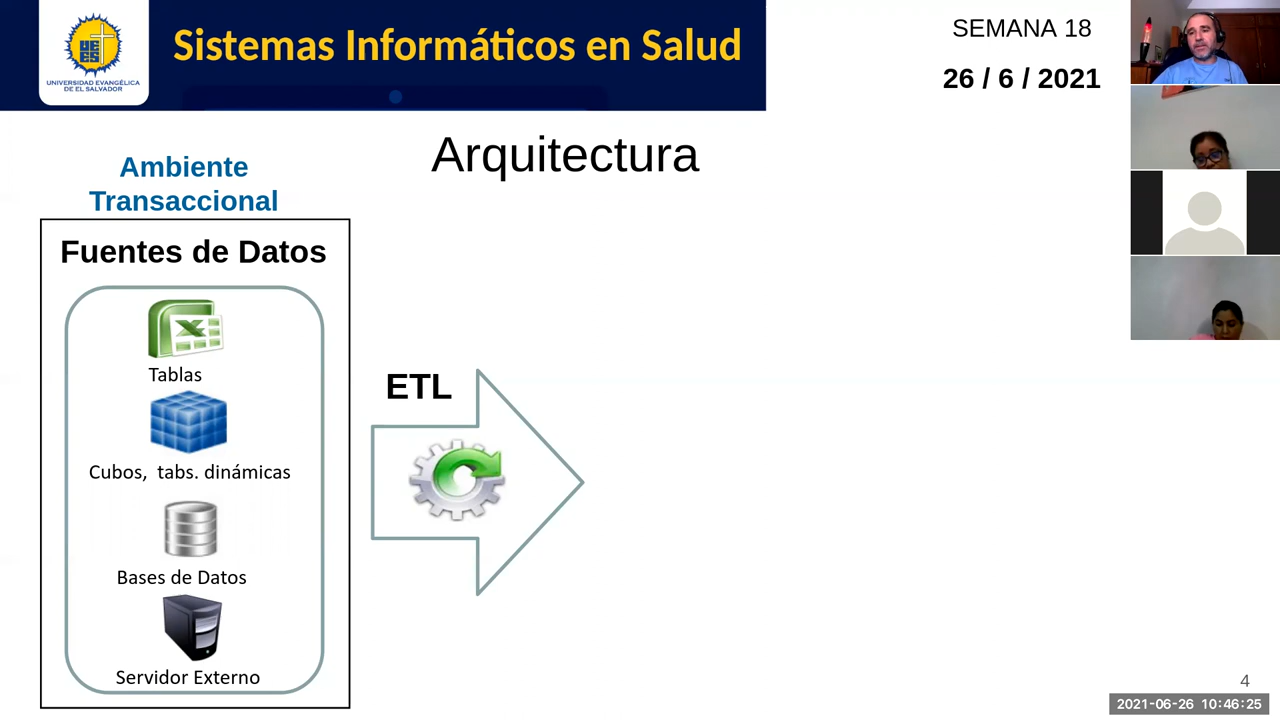 UNIVERSIDAD EVANGÉLICA
DE EL SALVADOR
Sistemas Informáticos en Salud
SEMANA 18
26 / 6 / 2021
Arquitectura
Ambiente
Transaccional
Fuentes de Datos
Tablas
Cubos, tabs. dinámicas
Bases de Datos
Servidor Externo
ETL
4
2021-06-26 10:46:25